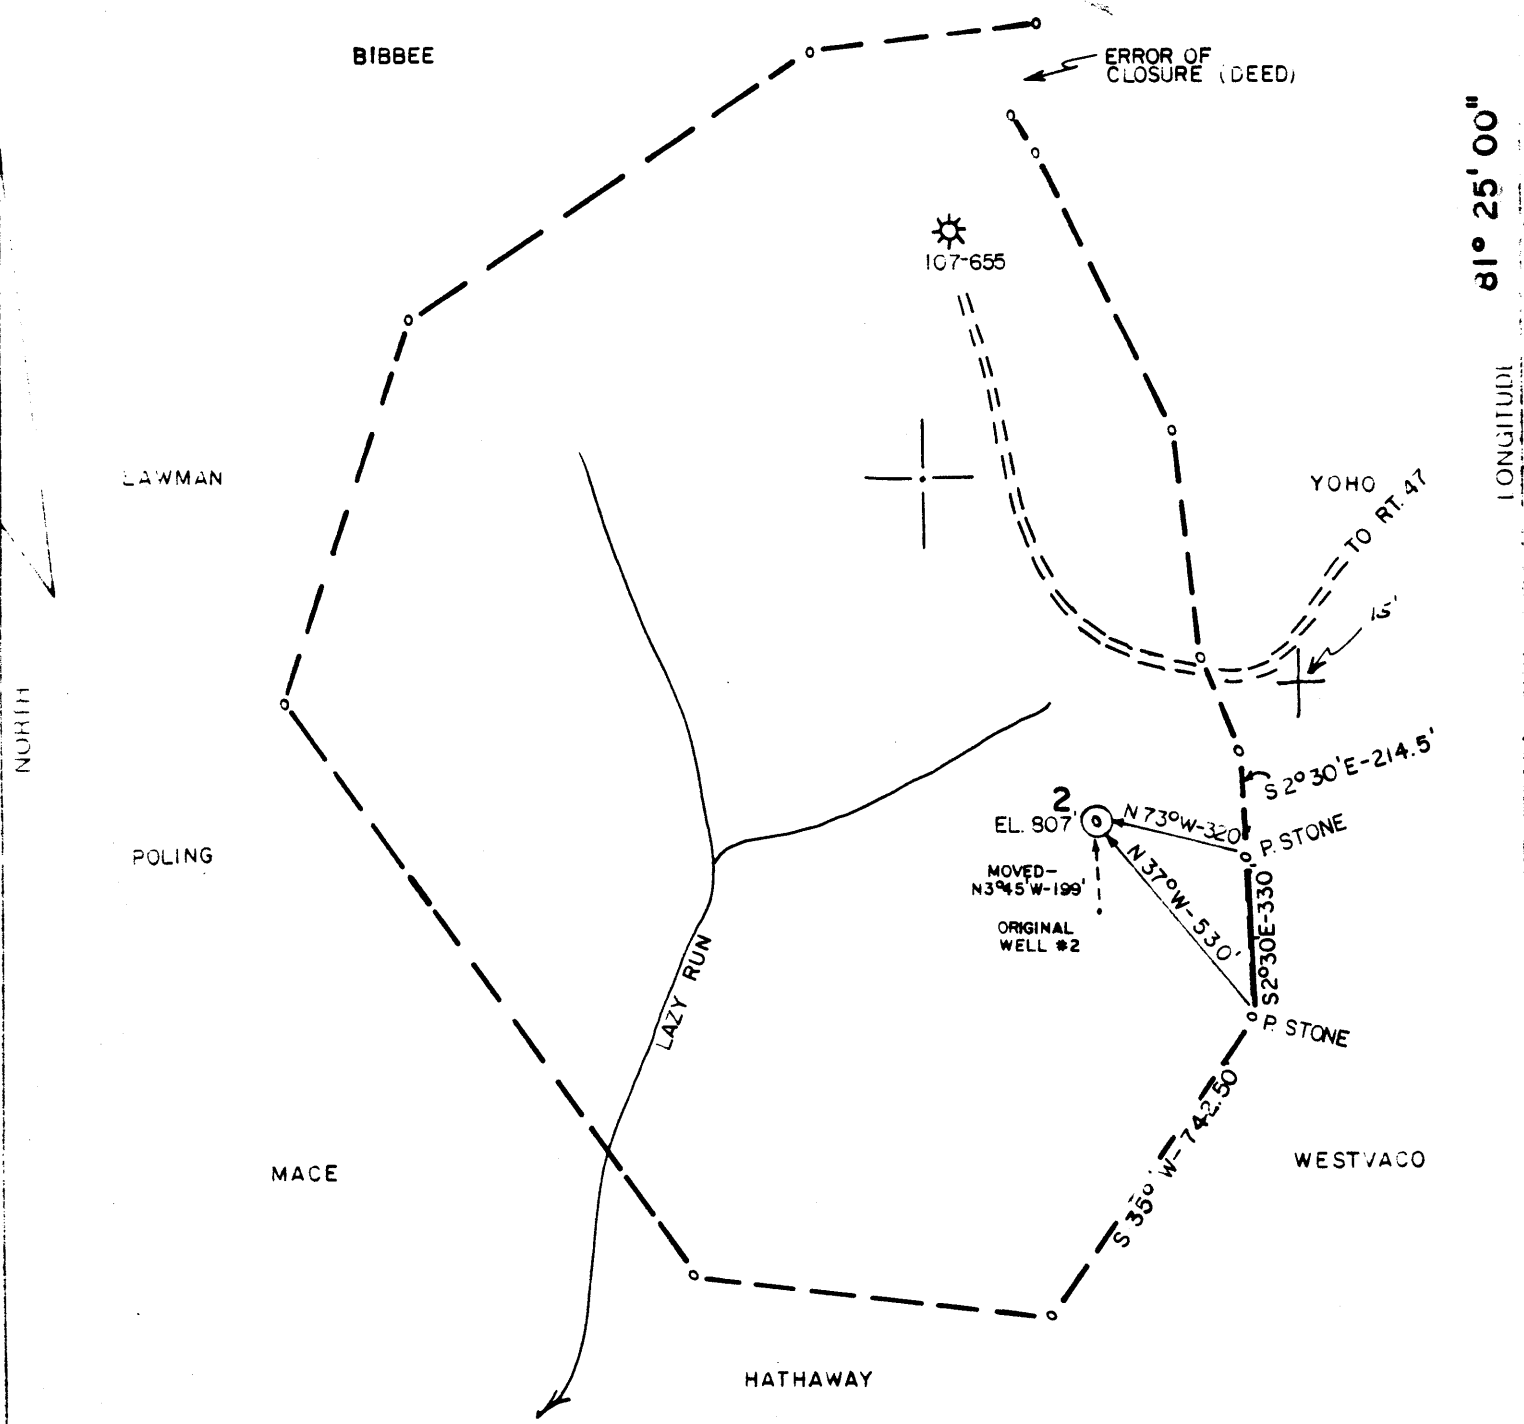 BIBBEE
ERROR OF
CLOSURE (DEED)
81° 25' 00"
LONGITUDE
107-655
LAWMAN
YOHO
TO RT. 47
15'
NORTH
S 2° 30' E-214.5'
2
EL. 807'
N 73° W-320'
P. STONE
POLING
MOVED-
N3°45'W-199'
N 37° W-530'
S2°30'E-330'
ORIGINAL
WELL #2
LAZY RUN
P. STONE
S 35° W-742.50'
MACE
WESTVACO
HATHAWAY